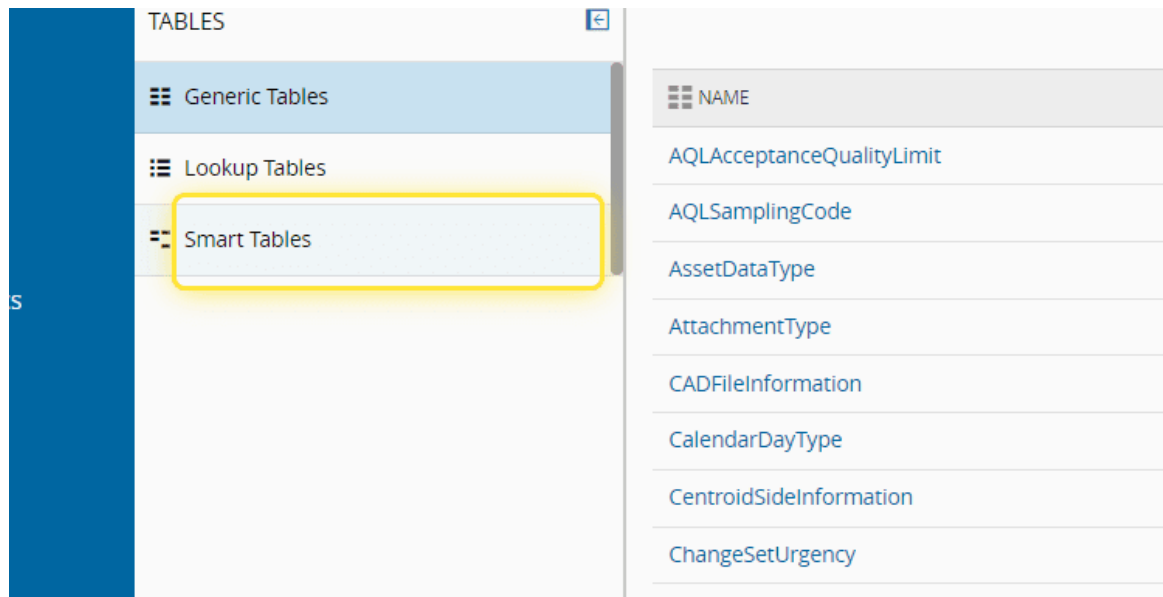 TABLES
Generic Tables
Lookup Tables
Smart Tables
s
NAME
AQLAcceptanceQualityLimit
AQLSamplingCode
AssetDataType
AttachmentType
CADFileInformation
CalendarDayType
CentroidSideInformation
ChangeSetUrgency